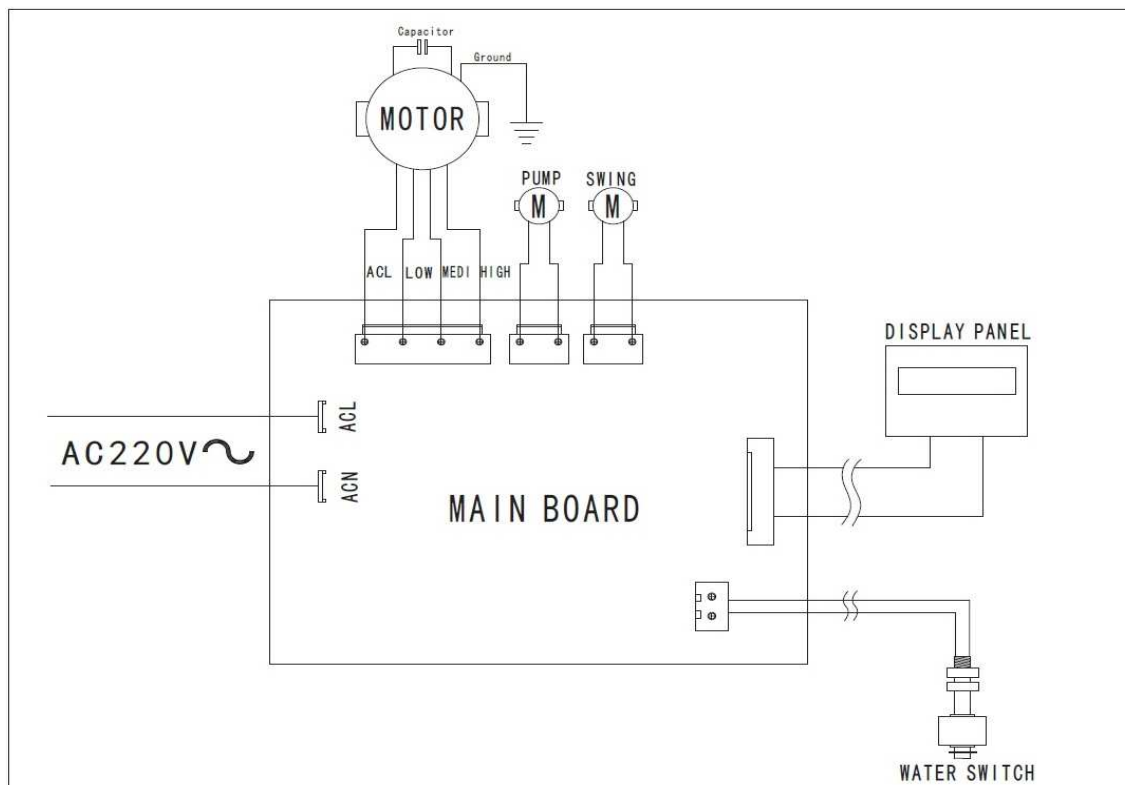 Capacitor
Ground
MOTOR
PUMP
SWING
M
M
ACL
LOW
MEDI
HIGH
DISPLAY PANEL
ACL
AC220V
ACN
MAIN BOARD
WATER SWITCH